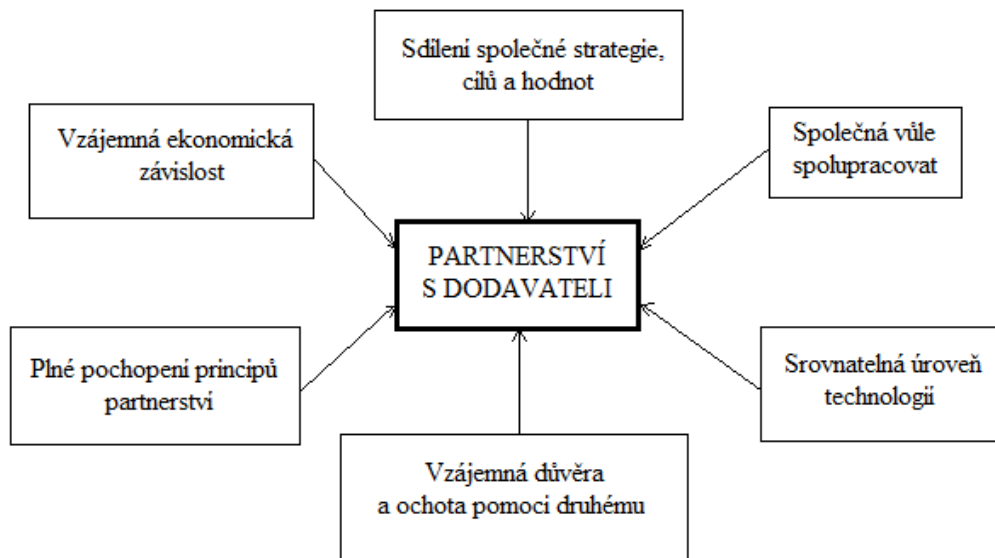 Sdílení společné strategie,
cílů a hodnot
Vzájemná ekonomická
závislost
Společná vůle
spolupracovat
PARTNERSTVÍ
S DODAVATELI
Plné pochopení principů
partnerství
Srovnatelná úroveň
technologií
Vzájemná důvěra
a ochota pomoci druhému